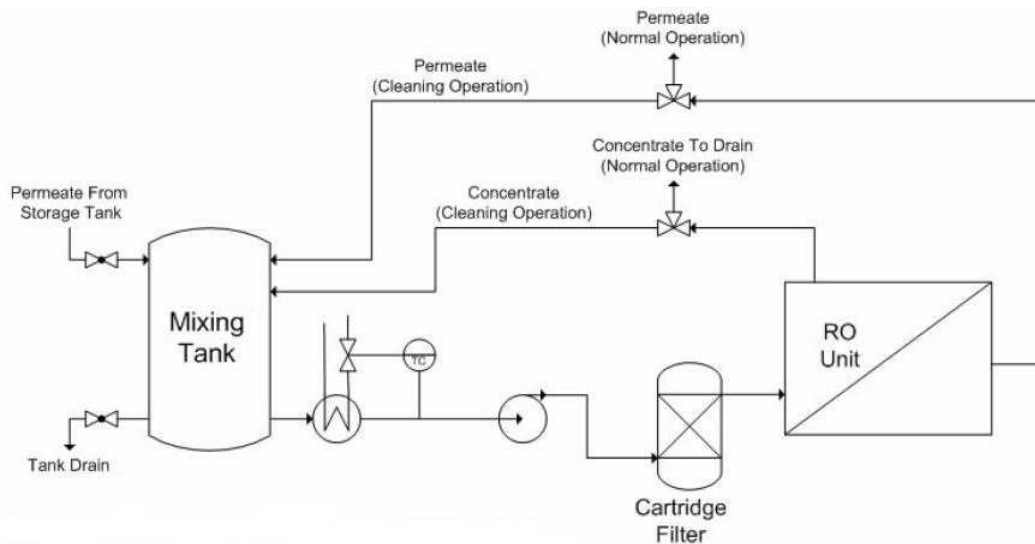 Permeate
(Normal Operation)
Permeate
(Cleaning Operation)
Concentrate To Drain
(Normal Operation)
Concentrate
(Cleaning Operation)
Permeate From
Storage Tank
Mixing
Tank
RO
Unit
TC
Tank Drain
Cartridge
Filter